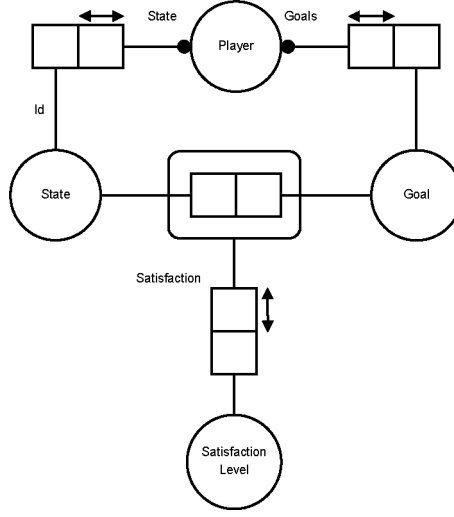 State
Goals
Player
Id
State
Goal
Satisfaction
Satisfaction
Level